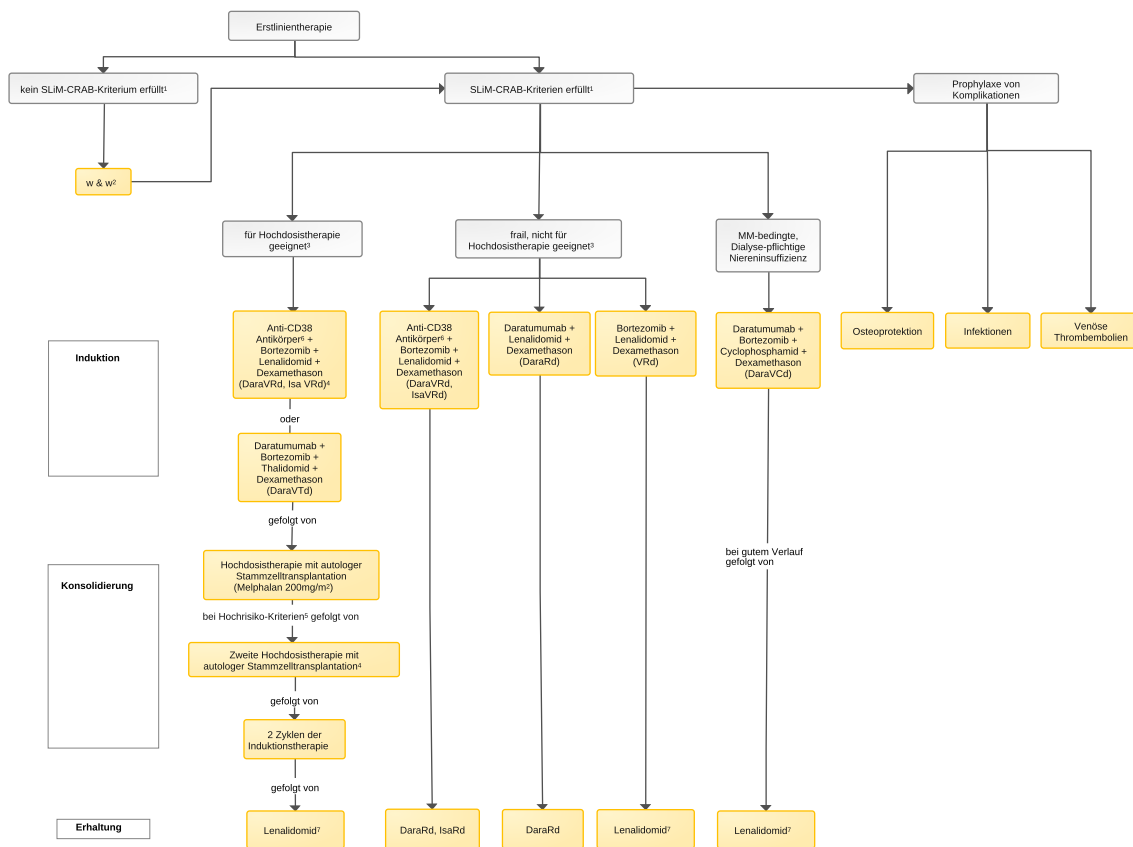 Erstlinientherapie
kein SLiM-CRAB-Kriterium erfüllt¹
SLiM-CRAB-Kriterien erfüllt¹
Prophylaxe von
Komplikationen
w & w²
für Hochdosistherapie
geeignet³
frail, nicht für
Hochdosistherapie geeignet³
MM-bedingte,
Dialyse-pflichtige
Niereninsuffizienz
Induktion
Anti-CD38
Antikörper⁶ +
Bortezomib +
Lenalidomid +
Dexamethason
(DaraVRd, Isa VRd)⁴
oder
Daratumumab +
Bortezomib +
Thalidomid +
Dexamethason
(DaraVTd)
gefolgt von
Anti-CD38
Antikörper⁶ +
Bortezomib +
Lenalidomid +
Dexamethason
(DaraVRd,
IsaVRd)
Daratumumab +
Lenalidomid +
Dexamethason
(DaraRd)
Bortezomib +
Lenalidomid +
Dexamethason
(VRd)
Daratumumab +
Bortezomib +
Cyclophosphamid +
Dexamethason
(DaraVCd)
Osteoprotektion
Infektionen
Venöse
Thrombembolien
bei gutem Verlauf
gefolgt von
Konsolidierung
Hochdosistherapie mit autologer
Stammzelltransplantation
(Melphalan 200mg/m²)
bei Hochrisiko-Kriterien⁵ gefolgt von
Zweite Hochdosistherapie mit
autologer Stammzelltransplantation⁴
gefolgt von
2 Zyklen der
Induktionstherapie
gefolgt von
Erhaltung
Lenalidomid⁷
DaraRd, IsaRd
DaraRd
Lenalidomid⁷
Lenalidomid⁷